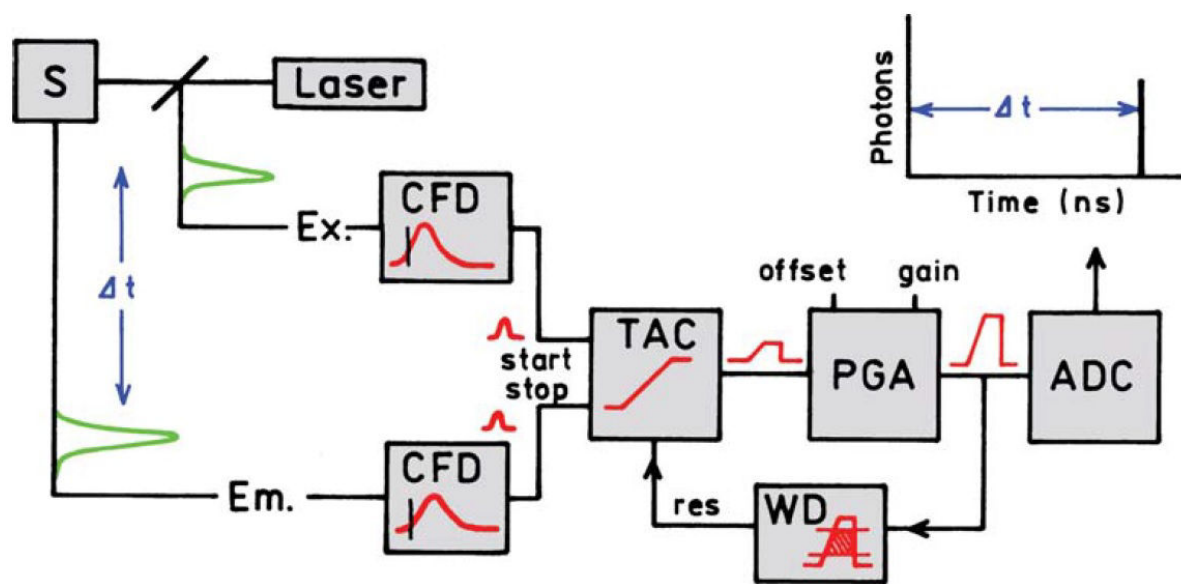 S
Laser
Δt
Ex.
CFD
Em.
CFD
start
stop
TAC
offset
gain
PGA
ADC
res
WD
Photons
Δt
Time (ns)